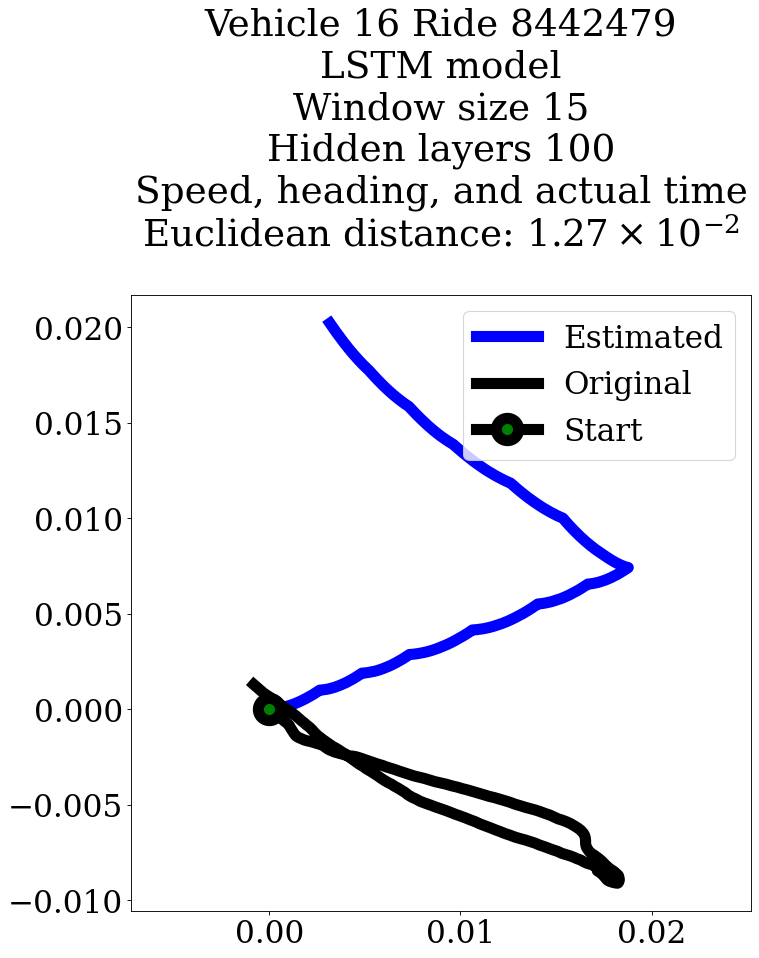 Vehicle 16 Ride 8442479
LSTM model
Window size 15
Hidden layers 100
Speed, heading, and actual time
Euclidean distance: 1.27 × 10⁻²
Estimated
Original
Start
0.020
0.015
0.010
0.005
0.000
−0.005
−0.010
0.00 0.01 0.02